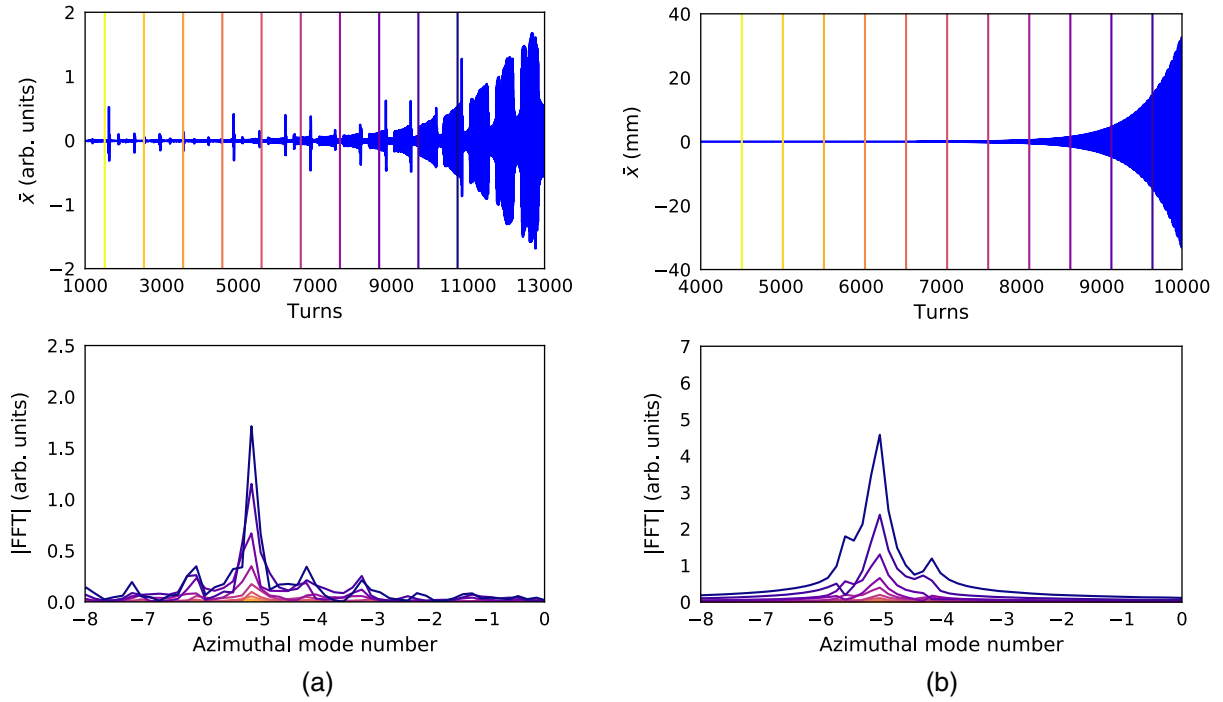 2
1
0
−1
−2
x̄ (arb. units)
1000 3000 5000 7000 9000 11000 13000
Turns
40
20
0
−20
−40
x̄ (mm)
4000 5000 6000 7000 8000 9000 10000
Turns
2.5
2.0
1.5
1.0
0.5
0.0
|FFT| (arb. units)
−8 −7 −6 −5 −4 −3 −2 −1 0
Azimuthal mode number
(a)
7
6
5
4
3
2
1
0
|FFT| (arb. units)
−8 −7 −6 −5 −4 −3 −2 −1 0
Azimuthal mode number
(b)